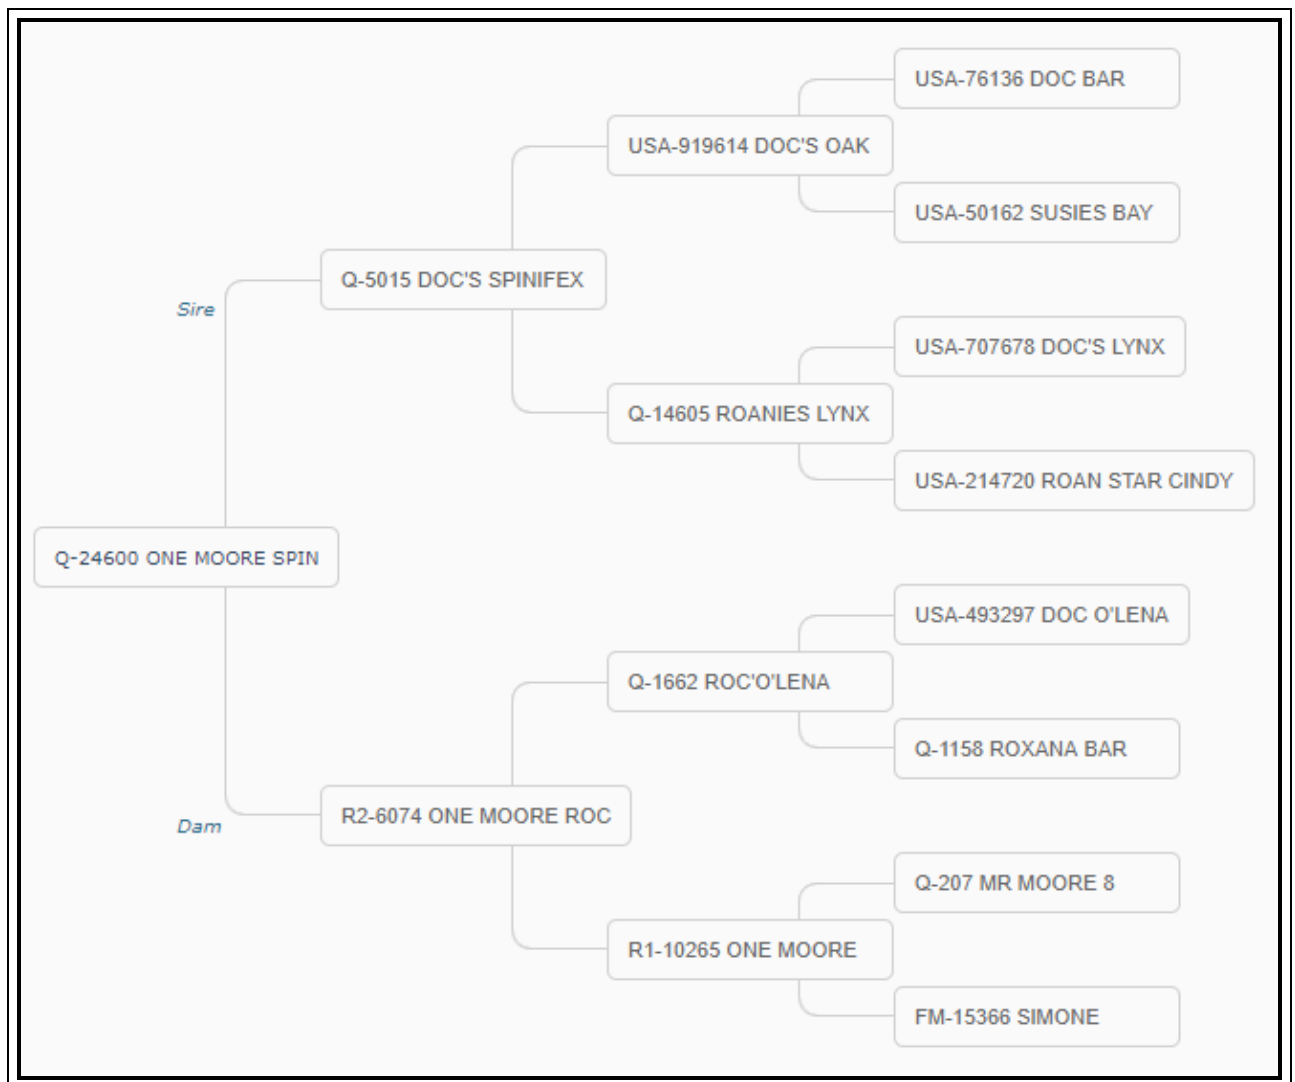 USA-76136 DOC BAR
USA-919614 DOC'S OAK
USA-50162 SUSIES BAY
Q-5015 DOC'S SPINIFEX
Sire
USA-707678 DOC'S LYNX
Q-14605 ROANIES LYNX
USA-214720 ROAN STAR CINDY
Q-24600 ONE MOORE SPIN
USA-493297 DOC O'LENA
Q-1662 ROC'O'LENA
Q-1158 ROXANA BAR
R2-6074 ONE MOORE ROC
Dam
Q-207 MR MOORE 8
R1-10265 ONE MOORE
FM-15366 SIMONE